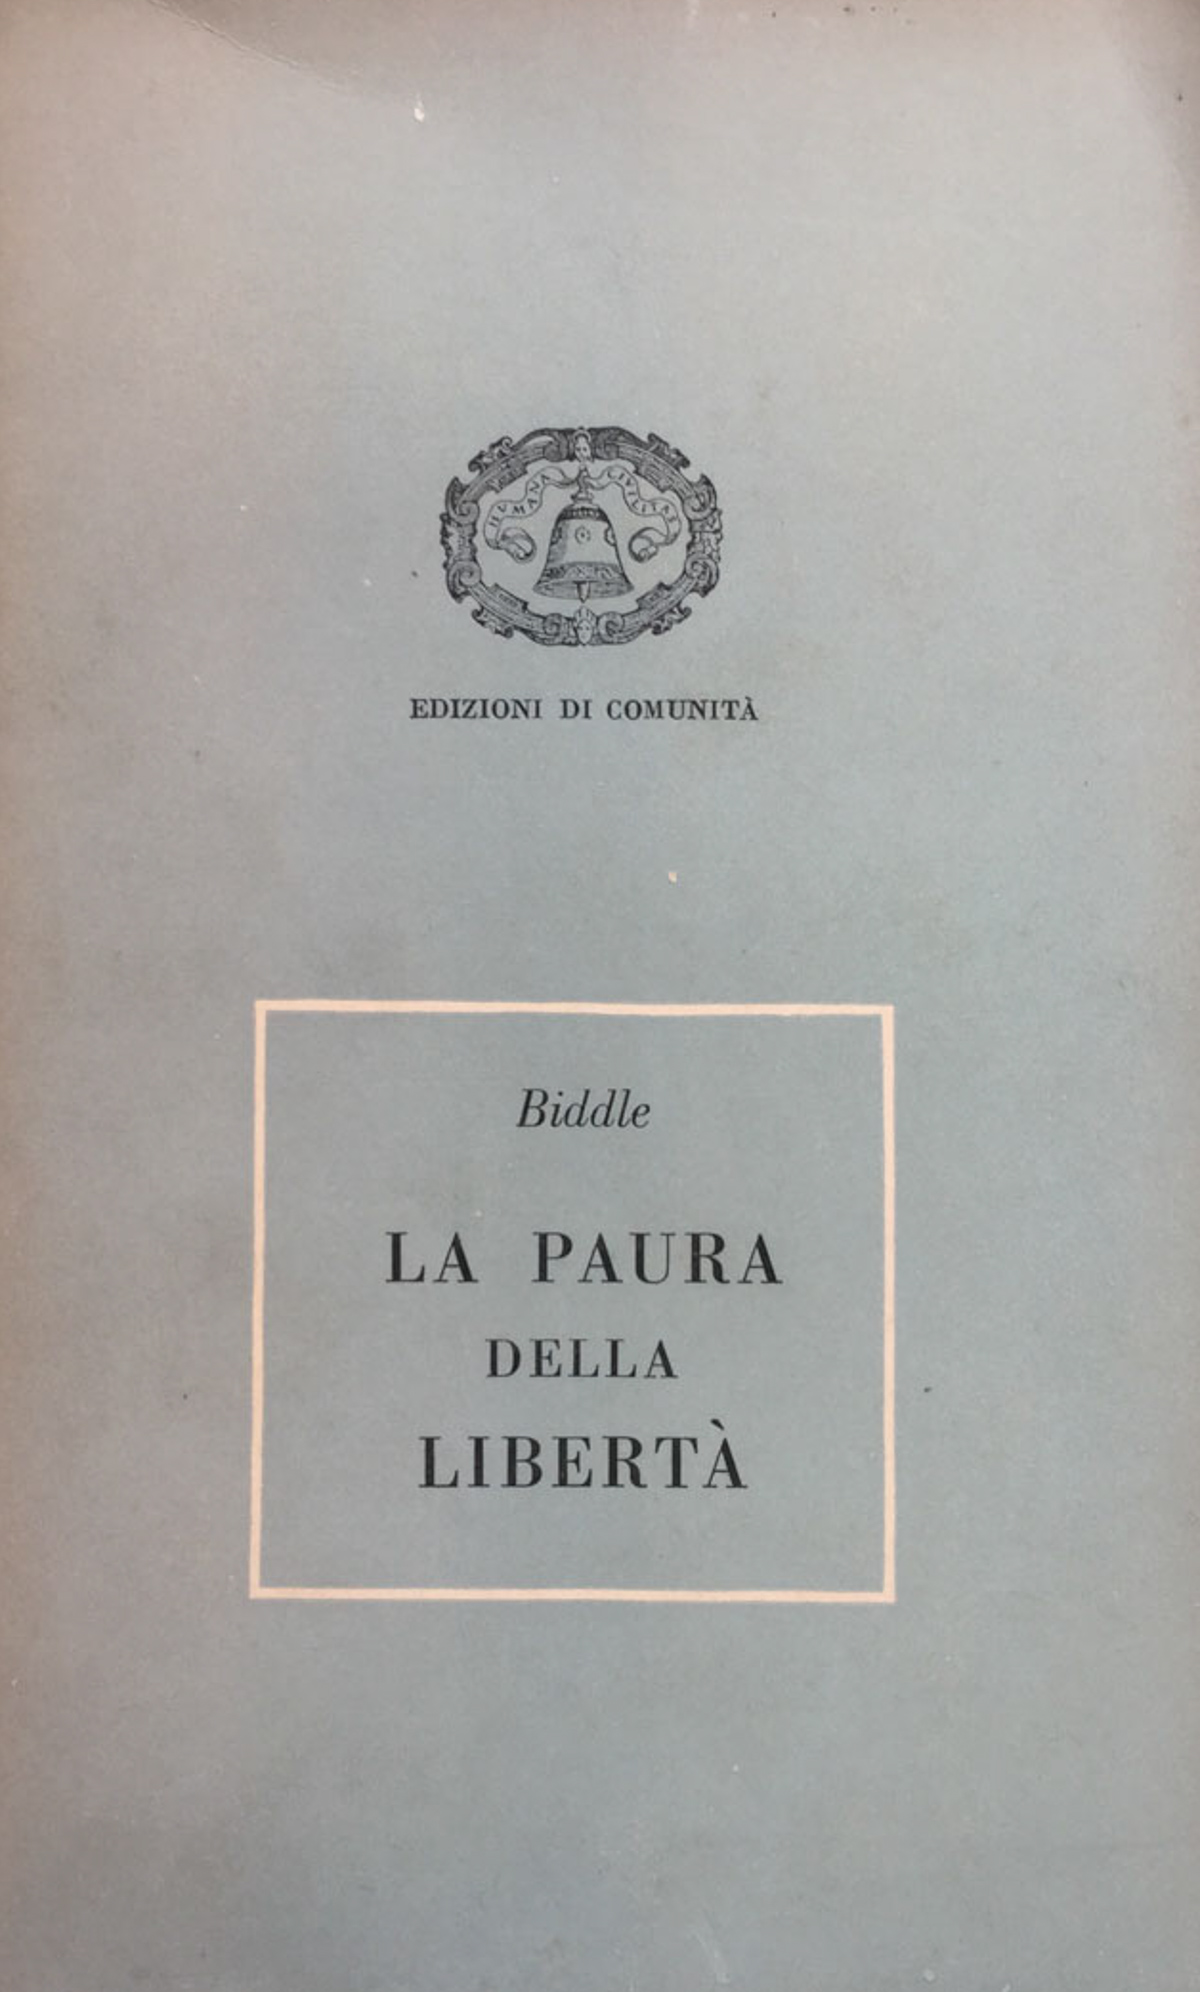 HUMANA CIVILITAS
EDIZIONI DI COMUNITÀ
Biddle
LA PAURA
DELLA
LIBERTÀ